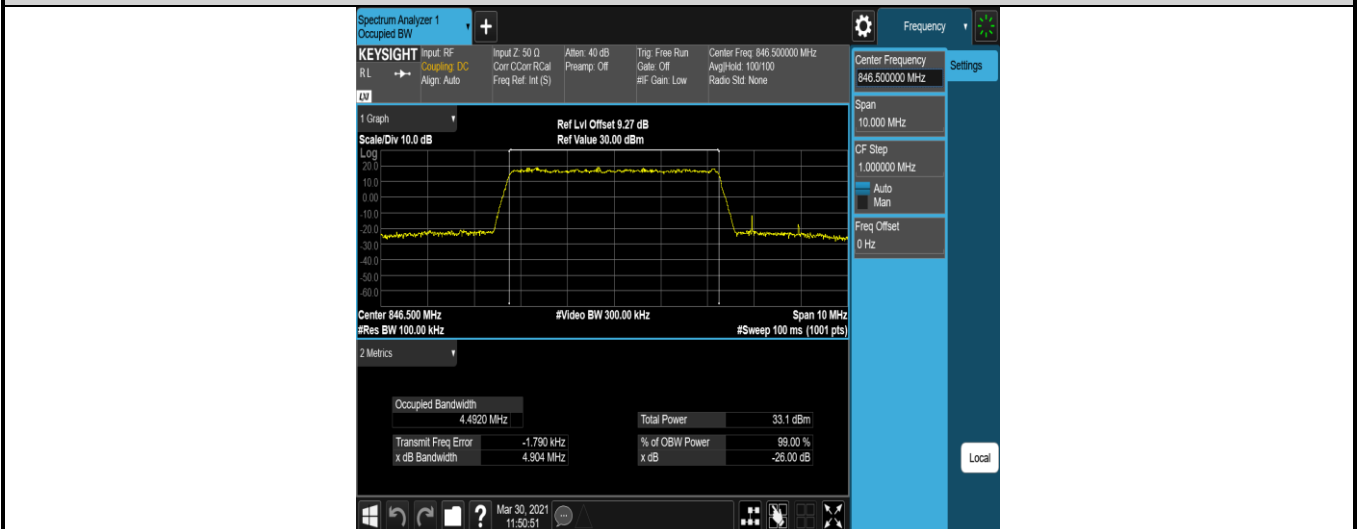 Spectrum Analyzer 1
Occupied BW
+
Frequency
KEYSIGHT
RL
LXI
Input: RF
Coupling: DC
Align: Auto
Input Z: 50 Ω
Corr CCorr RCal
Freq Ref: Int (S)
Atten: 40 dB
Preamp: Off
Trig: Free Run
Gate: Off
#IF Gain: Low
Center Freq: 846.500000 MHz
Avg|Hold: 100/100
Radio Std: None
Center Frequency
846.500000 MHz
Settings
Span
10.000 MHz
CF Step
1.000000 MHz
Auto
Man
Freq Offset
0 Hz
1 Graph
Scale/Div 10.0 dB
Ref Lvl Offset 9.27 dB
Ref Value 30.00 dBm
Log
20.0
10.0
0.00
-10.0
-20.0
-30.0
-40.0
-50.0
-60.0
Center 846.500 MHz
#Video BW 300.00 kHz
Span 10 MHz
#Res BW 100.00 kHz
#Sweep 100 ms (1001 pts)
2 Metrics
Occupied Bandwidth
4.4920 MHz
Total Power 33.1 dBm
Transmit Freq Error -1.790 kHz
% of OBW Power 99.00 %
x dB Bandwidth 4.904 MHz
x dB -26.00 dB
Local
?
Mar 30, 2021
11:50:51